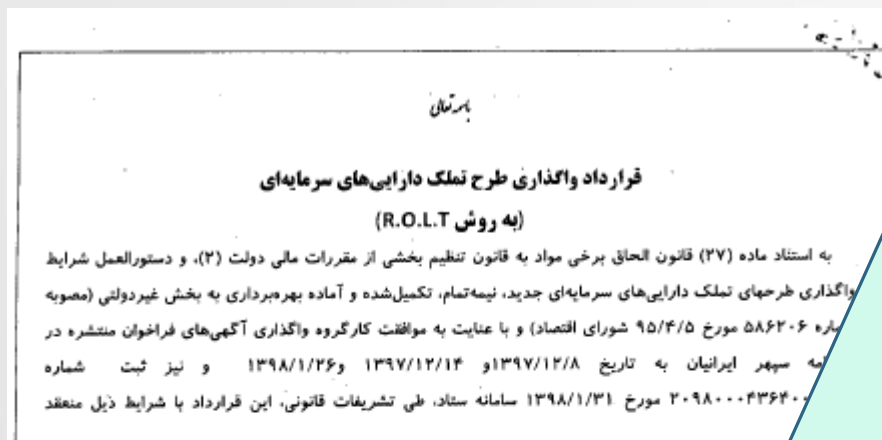 باسمه تعالی
قرارداد واگذاری طرح تملک دارایی‌های سرمایه‌ای
(به روش R.O.L.T)
به استناد ماده (۲۷) قانون الحاق برخی مواد به قانون تنظیم بخشی از مقررات مالی دولت (۲)، و دستورالعمل شرایط
واگذاری طرحهای تملک دارایی‌های سرمایه‌ای جدید، نیمه‌تمام، تکمیل‌شده و آماده بهره‌برداری به بخش غیردولتی (مصوبه
۵۸۶۲۰۶ مورخ ۹۵/۴/۵ شورای اقتصاد) و با عنایت به موافقت کارگروه واگذاری آگهی‌های فراخوان منتشره در
سپهر ایرانیان به تاریخ ۱۳۹۷/۱۲/۸و ۱۳۹۷/۱۲/۱۴ و۱۳۹۸/۱/۲۶ و نیز ثبت شماره
مورخ ۱۳۹۸/۱/۳۱ سامانه ستاد، طی تشریفات قانونی، این قرارداد با شرایط ذیل منعقد